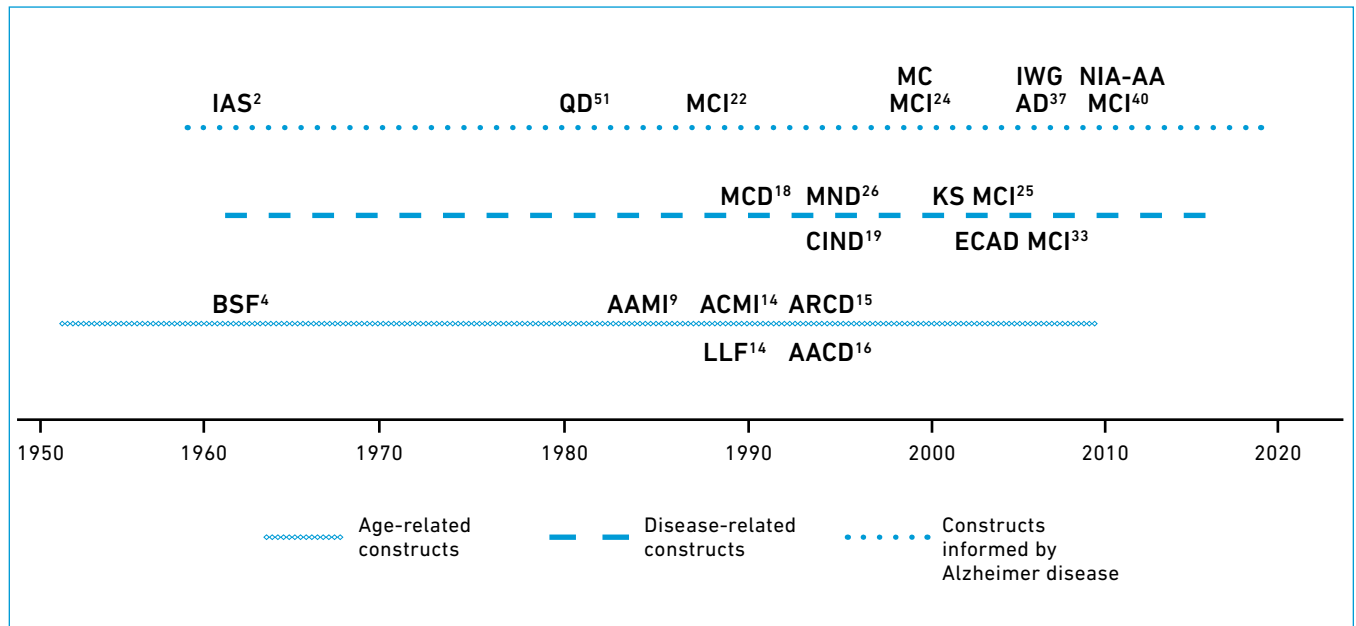 MC IWG NIA-AA
IAS² QD⁵¹ MCI²² MCI²⁴ AD³⁷ MCI⁴⁰
MCD¹⁸ MND²⁶ KS MCI²⁵
CIND¹⁹ ECAD MCI³³
BSF⁴ AAMI⁹ ACMI¹⁴ ARCD¹⁵
LLF¹⁴ AACD¹⁶
1950 1960 1970 1980 1990 2000 2010 2020
Age-related
constructs
Disease-related
constructs
Constructs
informed by
Alzheimer disease